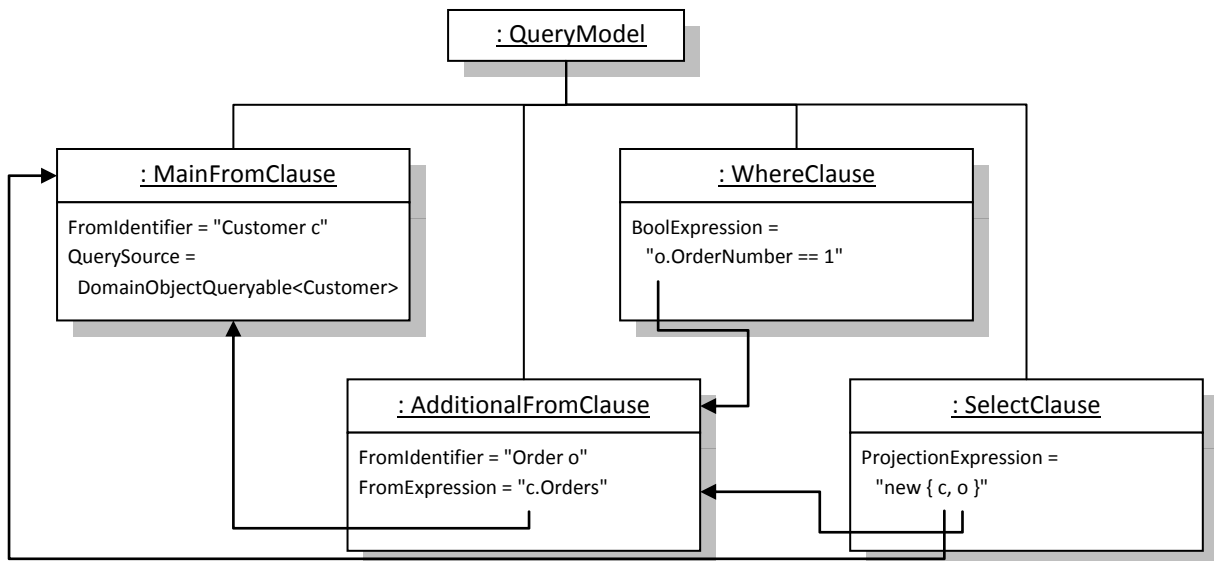 : QueryModel
: MainFromClause
FromIdentifier = "Customer c"
QuerySource =
DomainObjectQueryable<Customer>
: WhereClause
BoolExpression =
"o.OrderNumber == 1"
: AdditionalFromClause
FromIdentifier = "Order o"
FromExpression = "c.Orders"
: SelectClause
ProjectionExpression =
"new { c, o }"